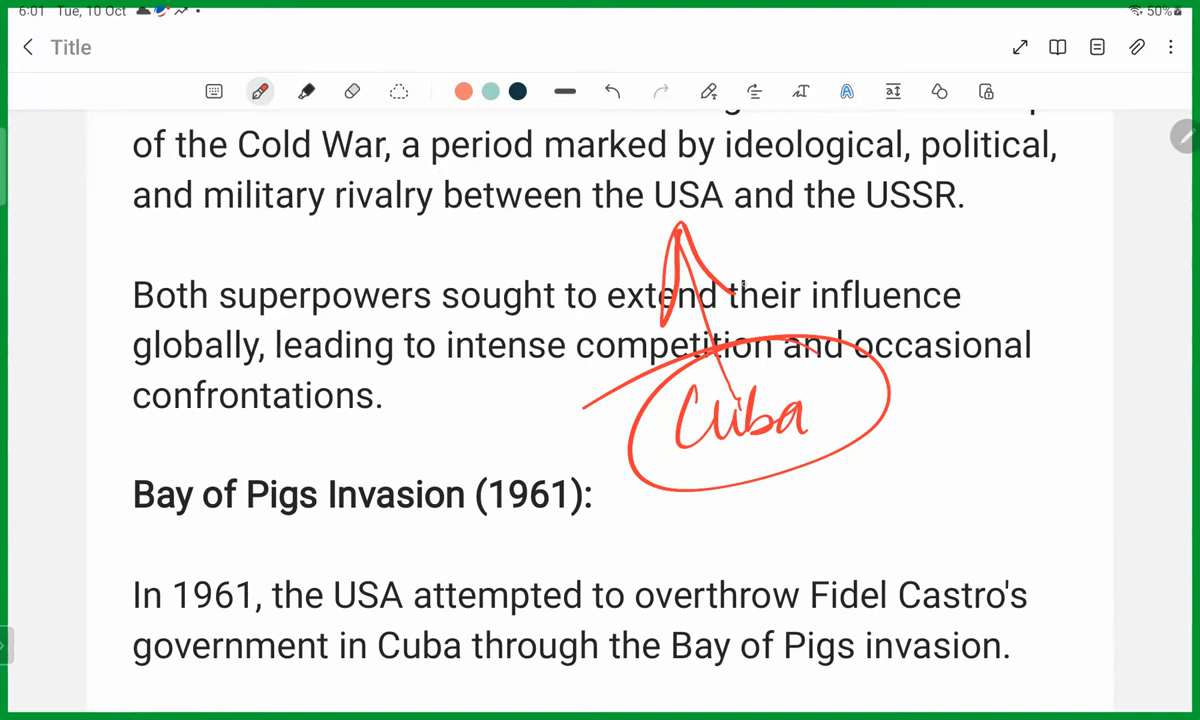 6:01 Tue, 10 Oct
50%
Title
of the Cold War, a period marked by ideological, political,
and military rivalry between the USA and the USSR.
Both superpowers sought to extend their influence
globally, leading to intense competition and occasional
confrontations.
Cuba
Bay of Pigs Invasion (1961):
In 1961, the USA attempted to overthrow Fidel Castro's
government in Cuba through the Bay of Pigs invasion.